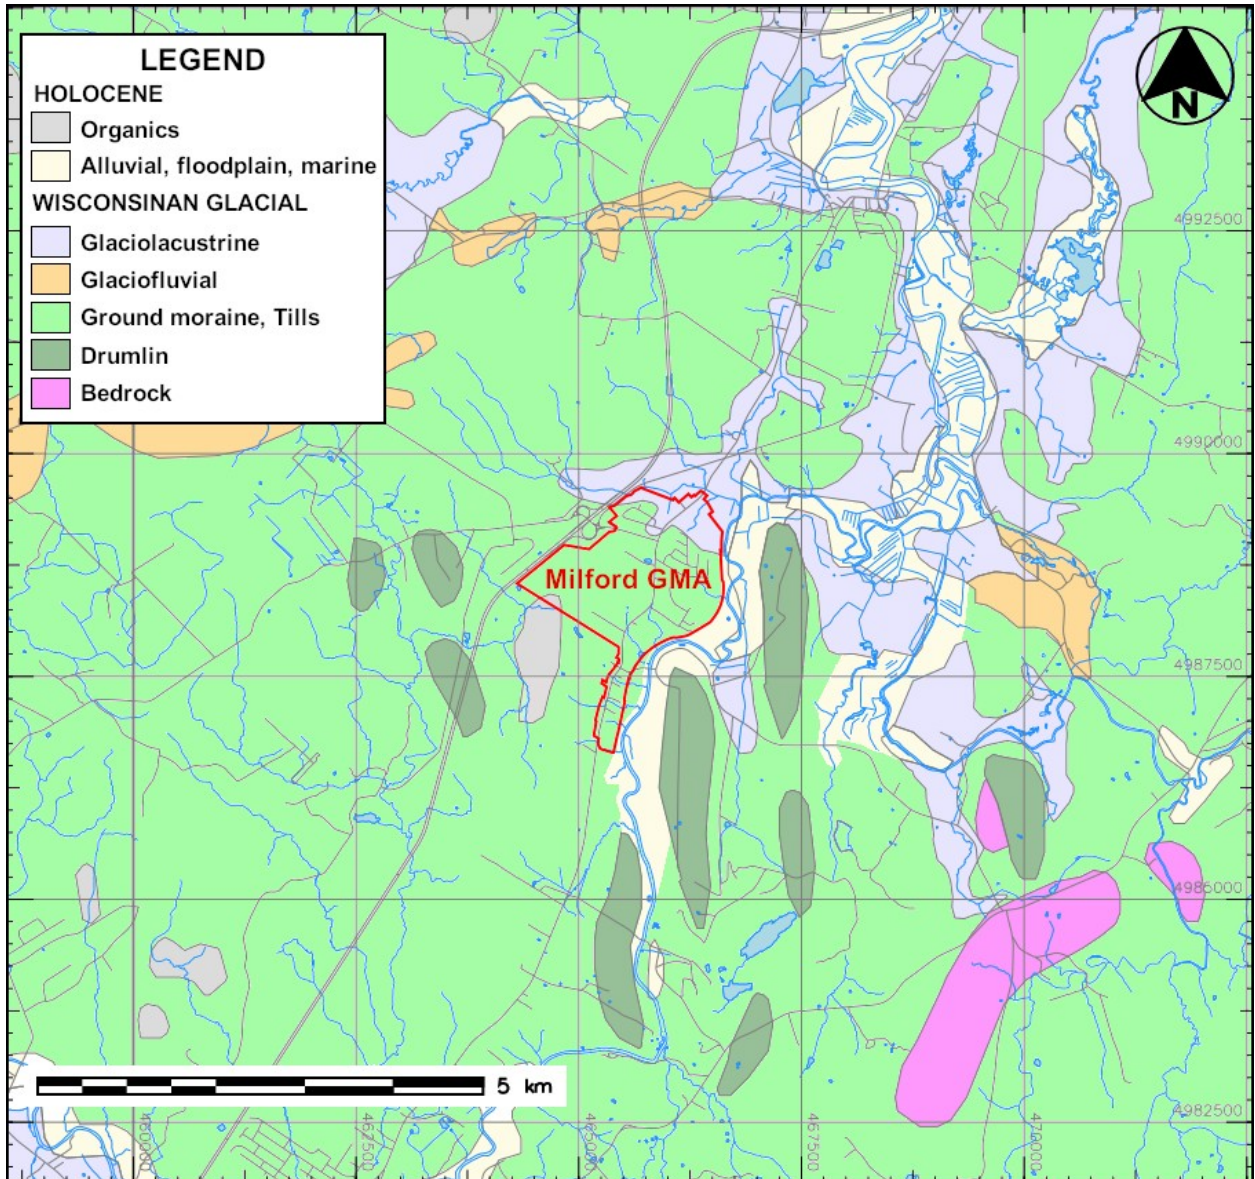 LEGEND
HOLOCENE
Organics
Alluvial, floodplain, marine
WISCONSINAN GLACIAL
Glaciolacustrine
Glaciofluvial
Ground moraine, Tills
Drumlin
Bedrock
N
4992500
4990000
Milford GMA
4987500
4985000
5 km
4982500
460000
462500
465000
467500
470000